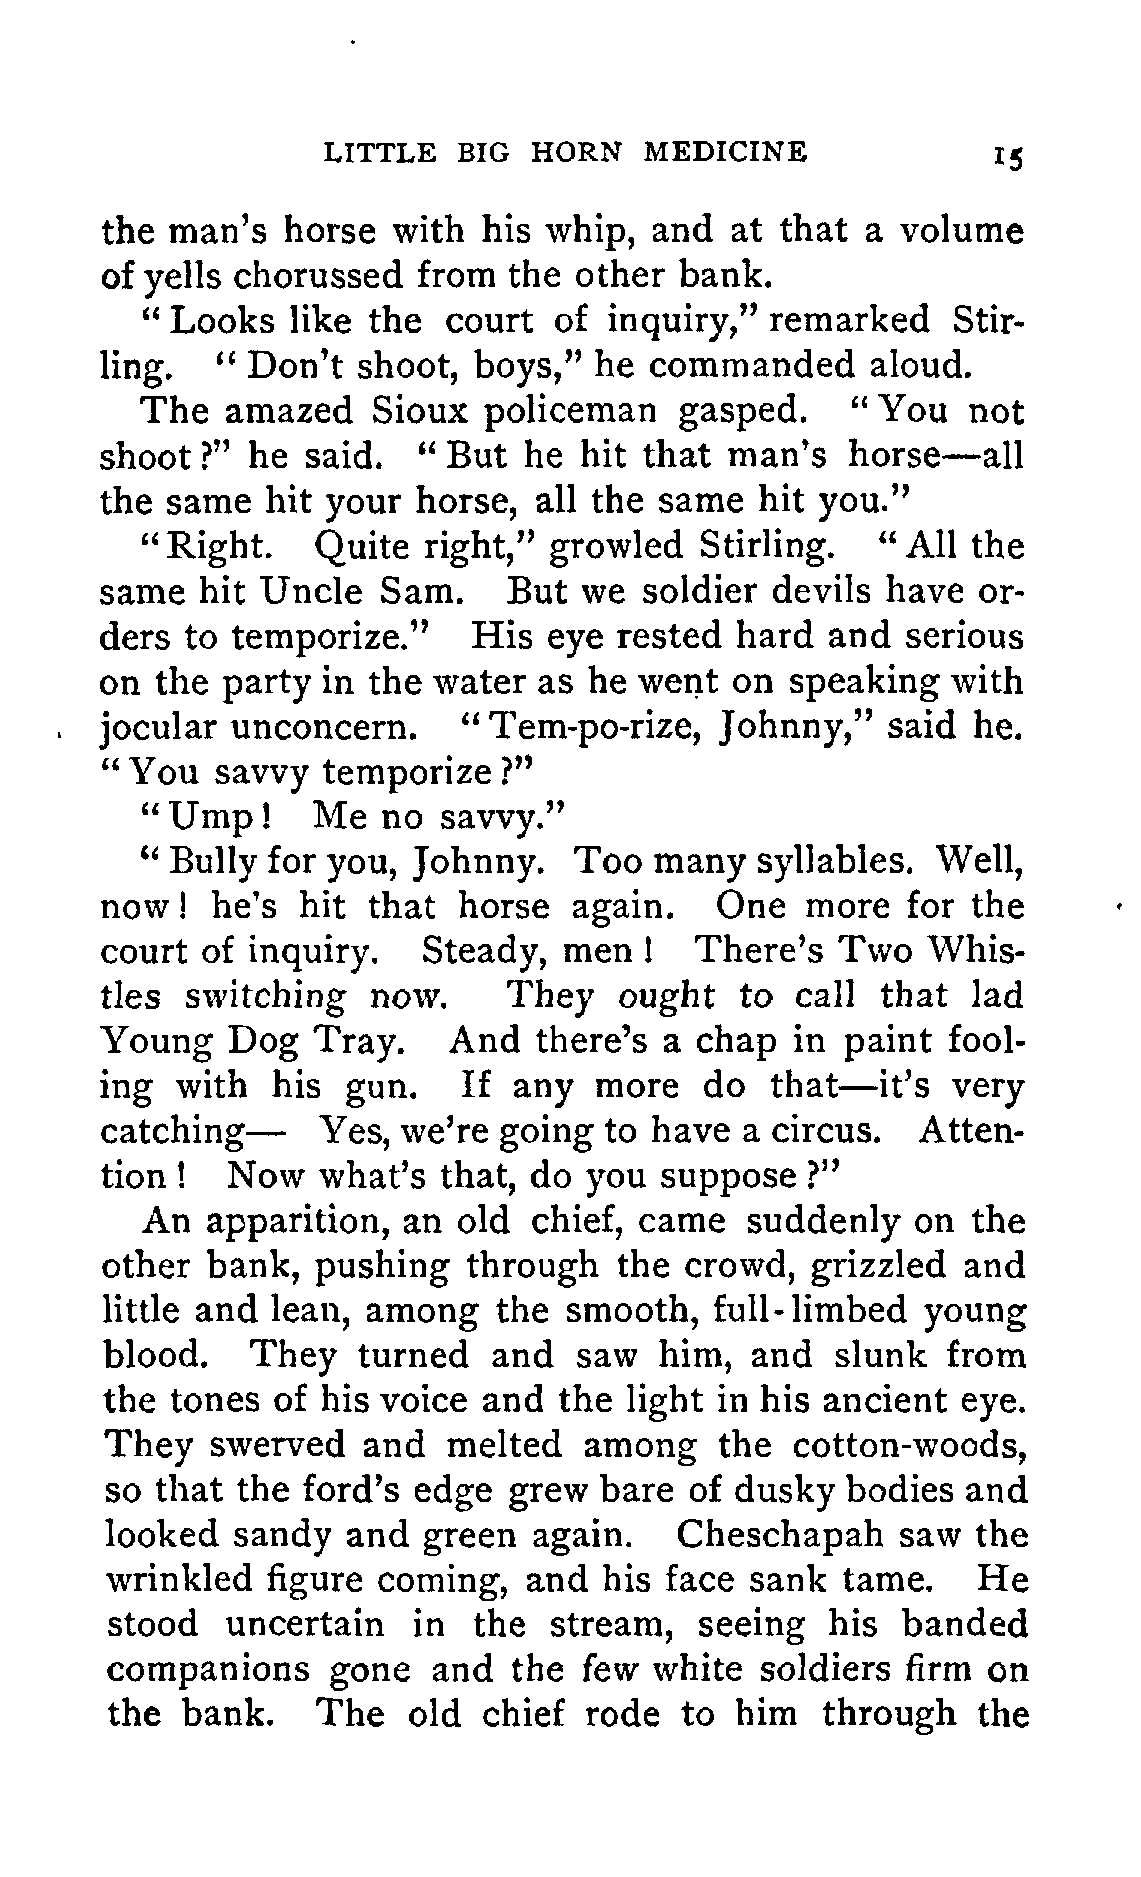 LITTLE BIG HORN MEDICINE 15
the man's horse with his whip, and at that a volume
of yells chorussed from the other bank.
“Looks like the court of inquiry,” remarked Stir-
ling. “Don't shoot, boys,” he commanded aloud.
The amazed Sioux policeman gasped. “You not
shoot?” he said. “But he hit that man's horse—all
the same hit your horse, all the same hit you.”
“Right. Quite right,” growled Stirling. “All the
same hit Uncle Sam. But we soldier devils have or-
ders to temporize.” His eye rested hard and serious
on the party in the water as he went on speaking with
jocular unconcern. “Tem-po-rize, Johnny,” said he.
“You savvy temporize?”
“Ump! Me no savvy.”
“Bully for you, Johnny. Too many syllables. Well,
now! he's hit that horse again. One more for the
court of inquiry. Steady, men! There's Two Whis-
tles switching now. They ought to call that lad
Young Dog Tray. And there's a chap in paint fool-
ing with his gun. If any more do that—it's very
catching— Yes, we're going to have a circus. Atten-
tion! Now what's that, do you suppose?”
An apparition, an old chief, came suddenly on the
other bank, pushing through the crowd, grizzled and
little and lean, among the smooth, full-limbed young
blood. They turned and saw him, and slunk from
the tones of his voice and the light in his ancient eye.
They swerved and melted among the cotton-woods,
so that the ford's edge grew bare of dusky bodies and
looked sandy and green again. Cheschapah saw the
wrinkled figure coming, and his face sank tame. He
stood uncertain in the stream, seeing his banded
companions gone and the few white soldiers firm on
the bank. The old chief rode to him through the